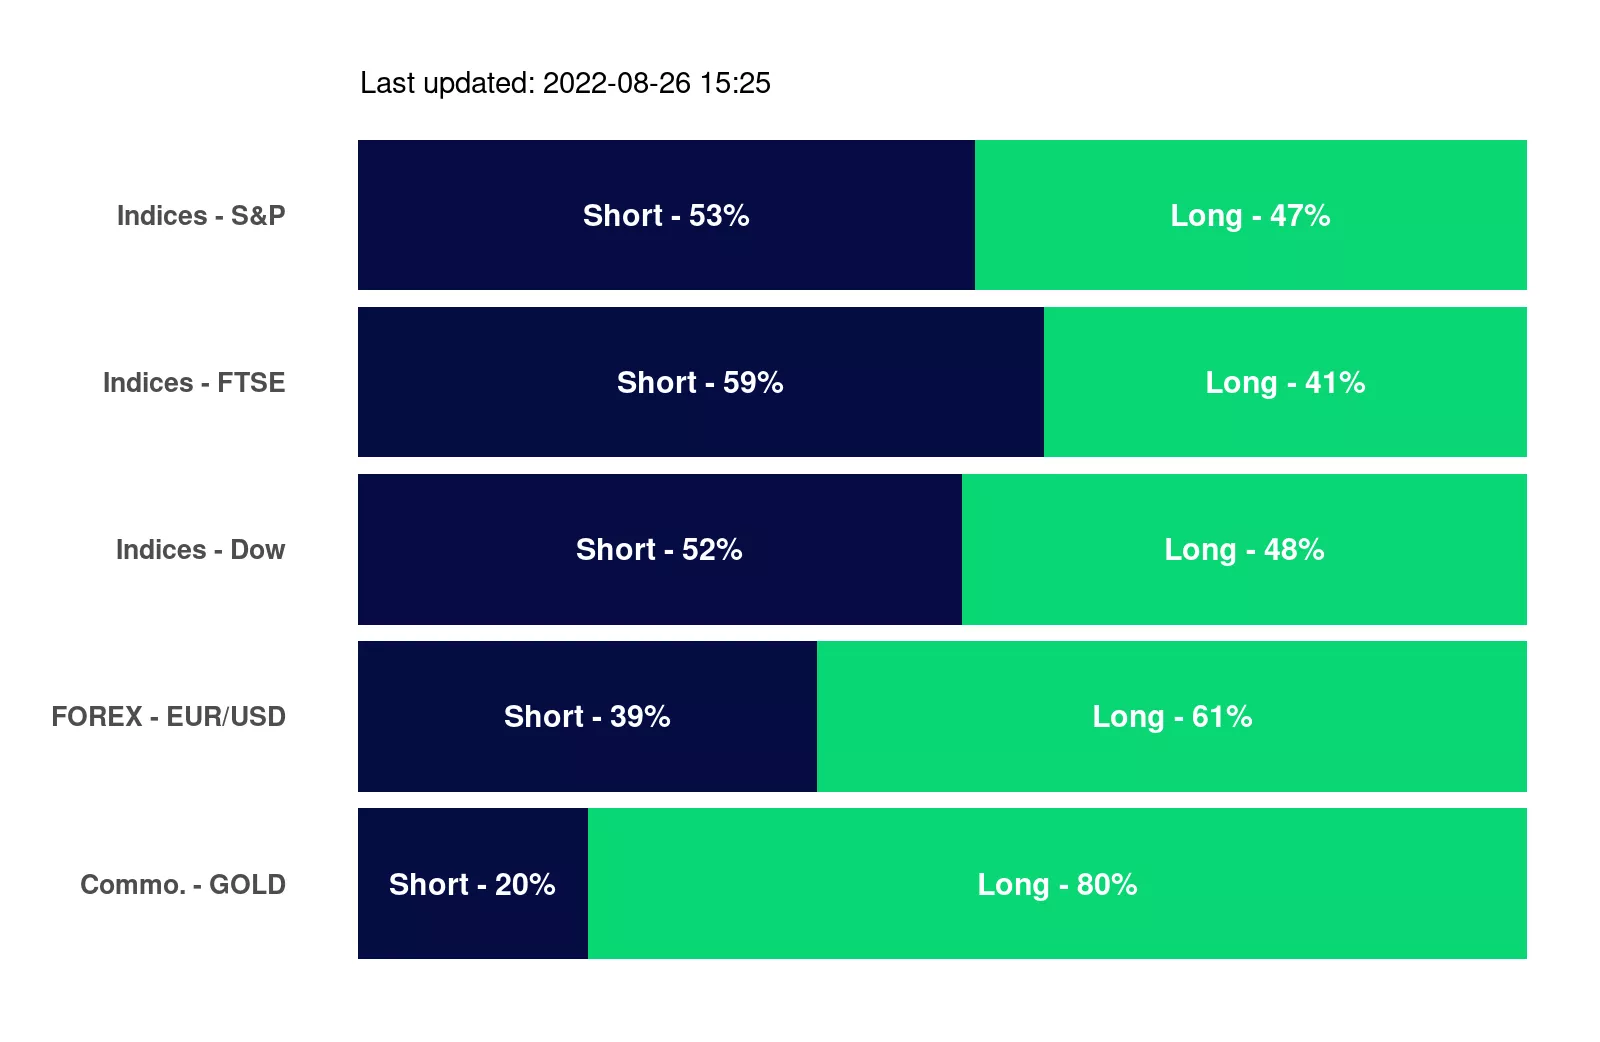 Last updated: 2022-08-26 15:25
Indices - S&P Short - 53% Long - 47%
Indices - FTSE Short - 59% Long - 41%
Indices - Dow Short - 52% Long - 48%
FOREX - EUR/USD Short - 39% Long - 61%
Commo. - GOLD Short - 20% Long - 80%